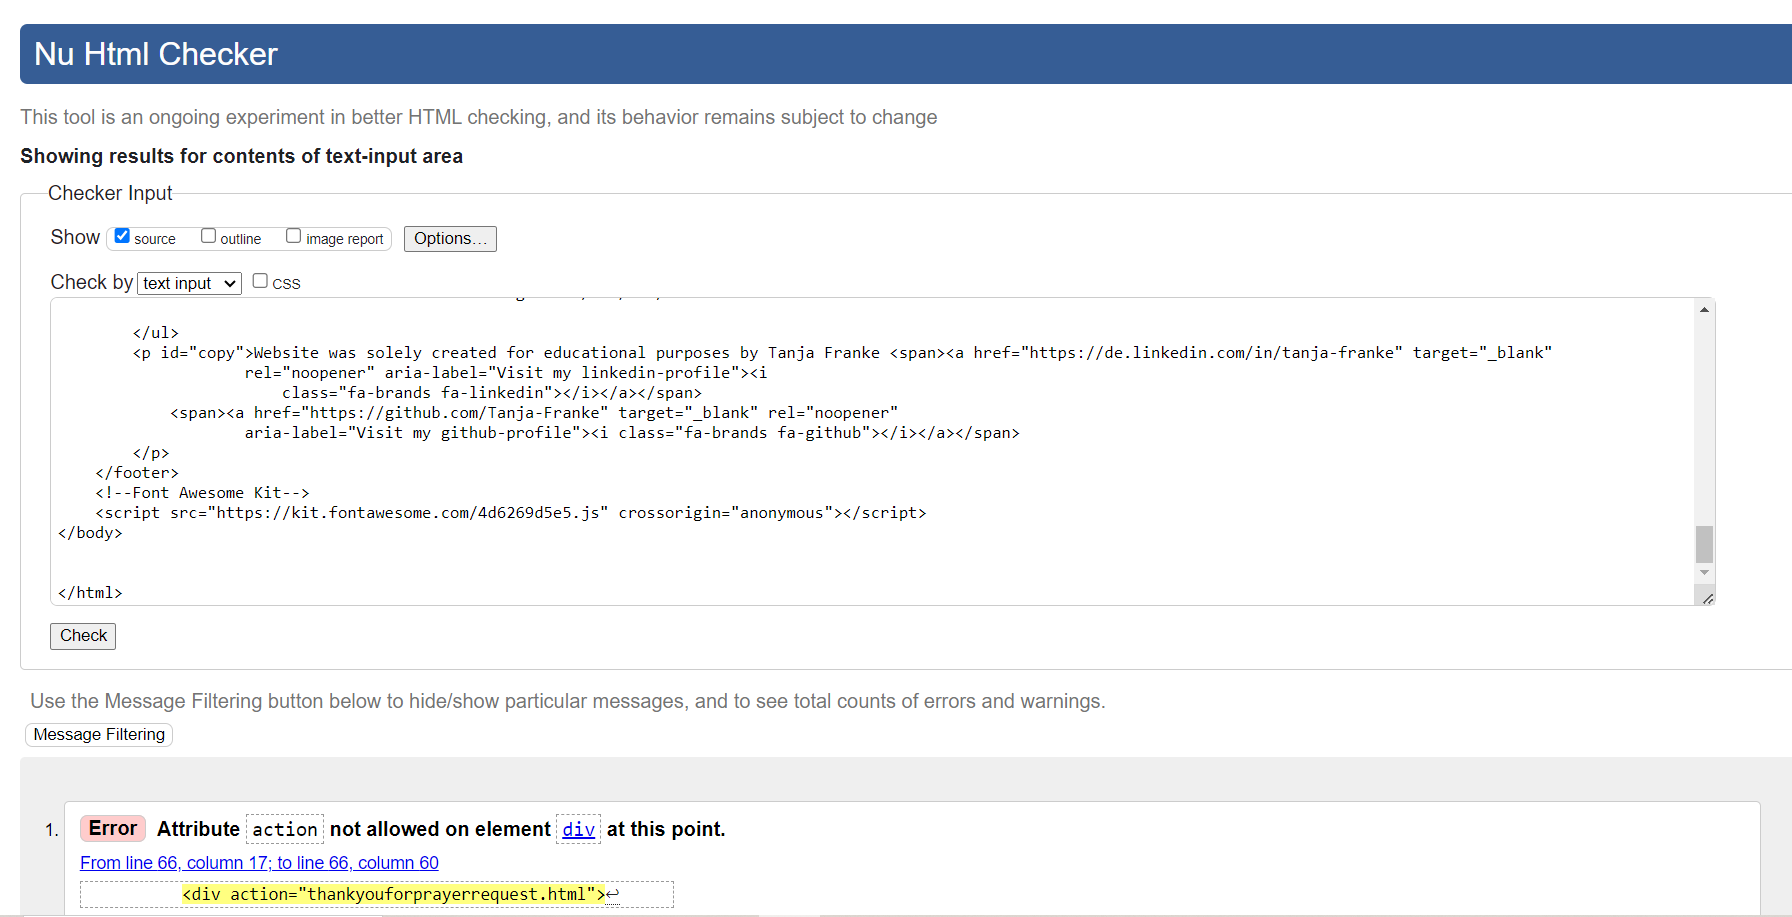 Nu Html Checker
This tool is an ongoing experiment in better HTML checking, and its behavior remains subject to change
Showing results for contents of text-input area
Checker Input
Show source outline image report Options...
Check by text input CSS
</ul>
<p id="copy">Website was solely created for educational purposes by Tanja Franke <span><a href="https://de.linkedin.com/in/tanja-franke" target="_blank"
rel="noopener" aria-label="Visit my linkedin-profile"><i
class="fa-brands fa-linkedin"></i></a></span>
<span><a href="https://github.com/Tanja-Franke" target="_blank" rel="noopener"
aria-label="Visit my github-profile"><i class="fa-brands fa-github"></i></a></span>
</p>
</footer>
<!--Font Awesome Kit-->
<script src="https://kit.fontawesome.com/4d6269d5e5.js" crossorigin="anonymous"></script>
</body>
</html>
Check
Use the Message Filtering button below to hide/show particular messages, and to see total counts of errors and warnings.
Message Filtering
1. Error Attribute action not allowed on element div at this point.
From line 66, column 17; to line 66, column 60
<div action="thankyouforprayerrequest.html">↩